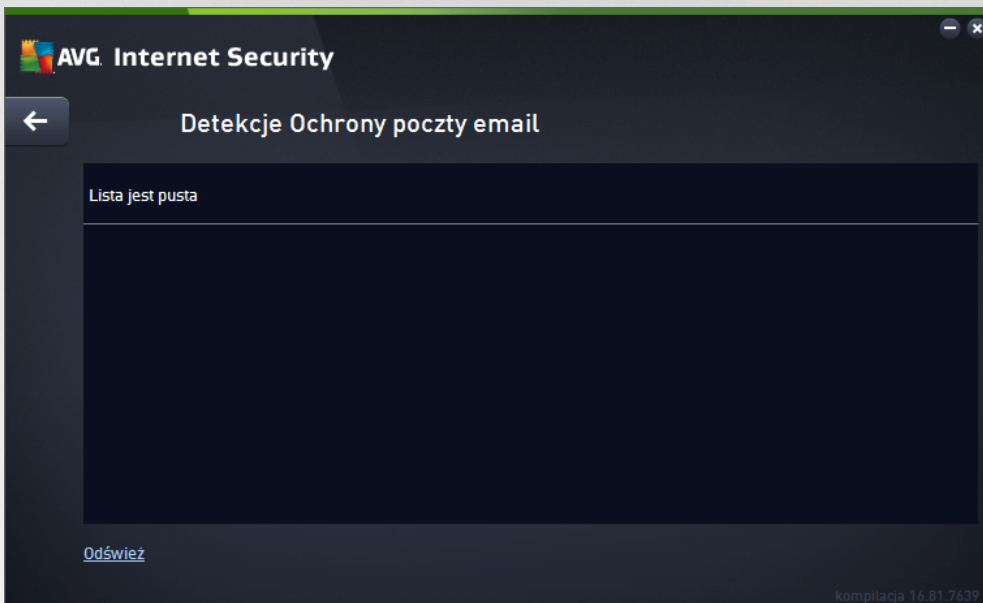 AVG. Internet Security
Detekcje Ochrony poczty email
Lista jest pusta
Odśwież
kompilacja 16.81.7639